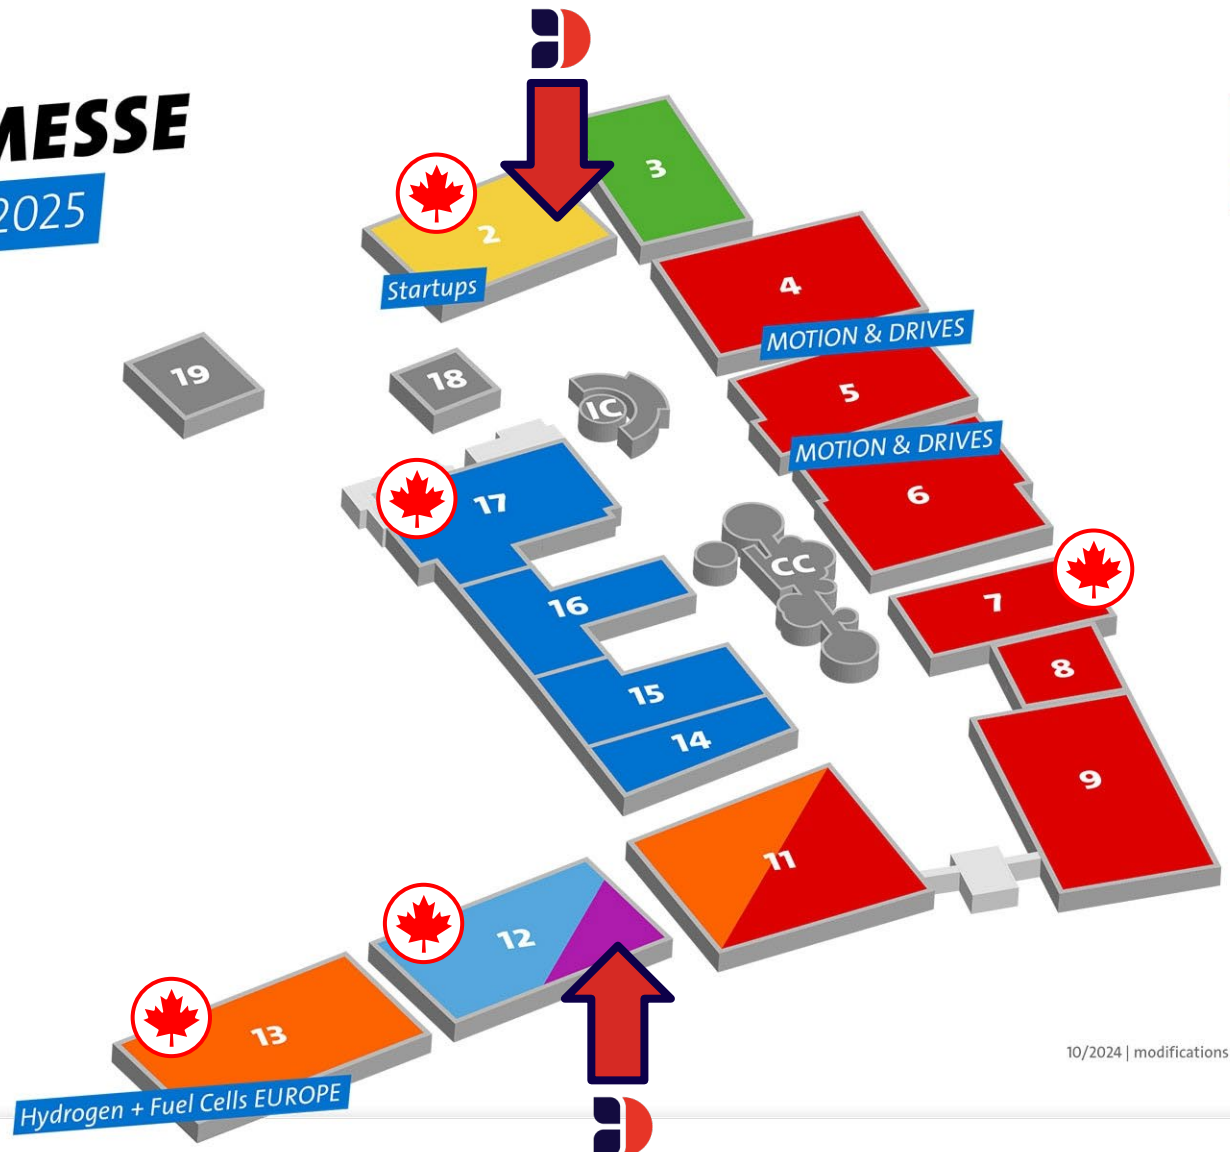 MESSE
2025
3
2
Startups
4
MOTION & DRIVES
19
18
IC
5
MOTION & DRIVES
17
6
CC
16
7
8
15
14
9
11
12
13
10/2024 | modifications
Hydrogen + Fuel Cells EUROPE